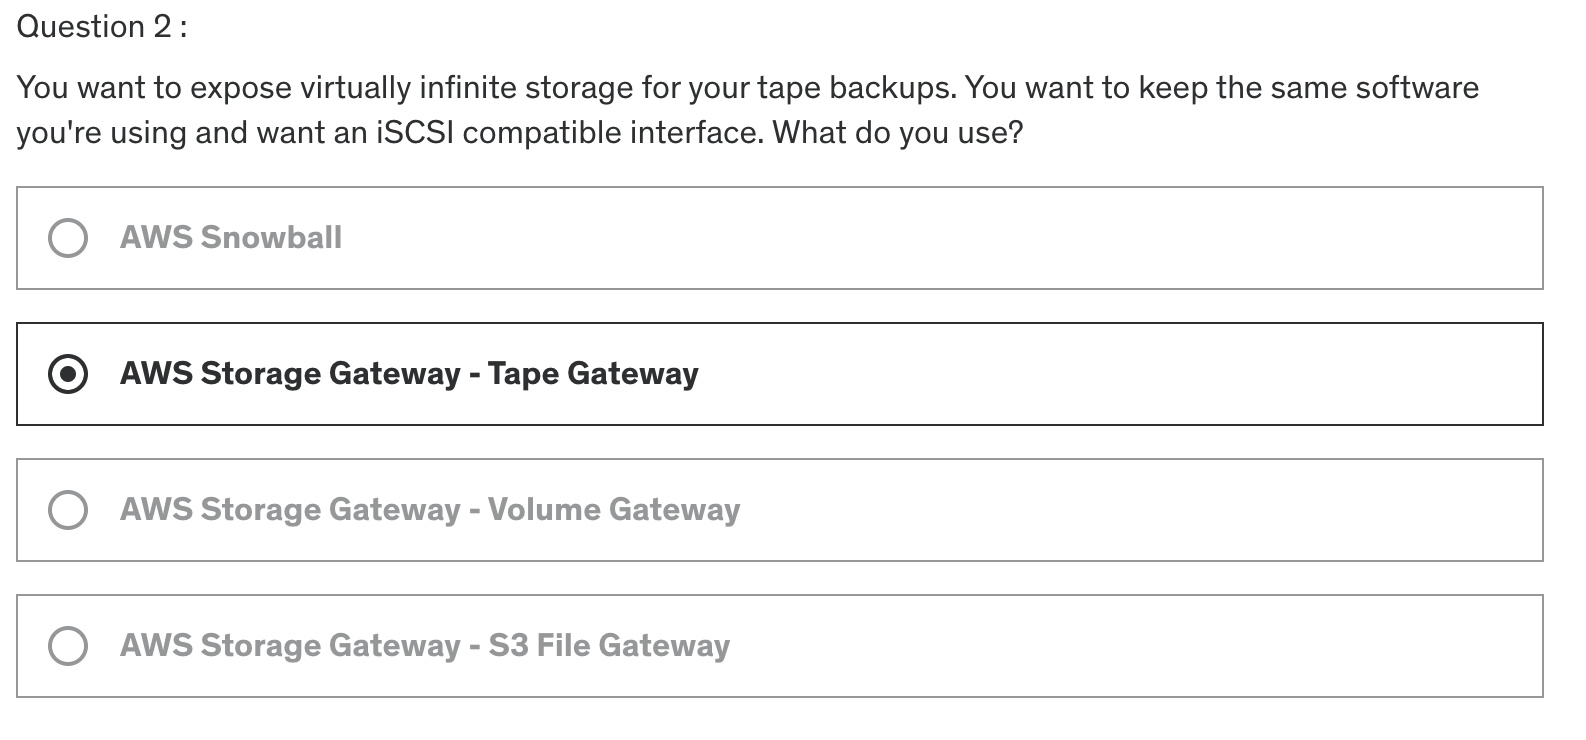 Question 2 :
You want to expose virtually infinite storage for your tape backups. You want to keep the same software
you're using and want an iSCSI compatible interface. What do you use?
AWS Snowball
AWS Storage Gateway - Tape Gateway
AWS Storage Gateway - Volume Gateway
AWS Storage Gateway - S3 File Gateway